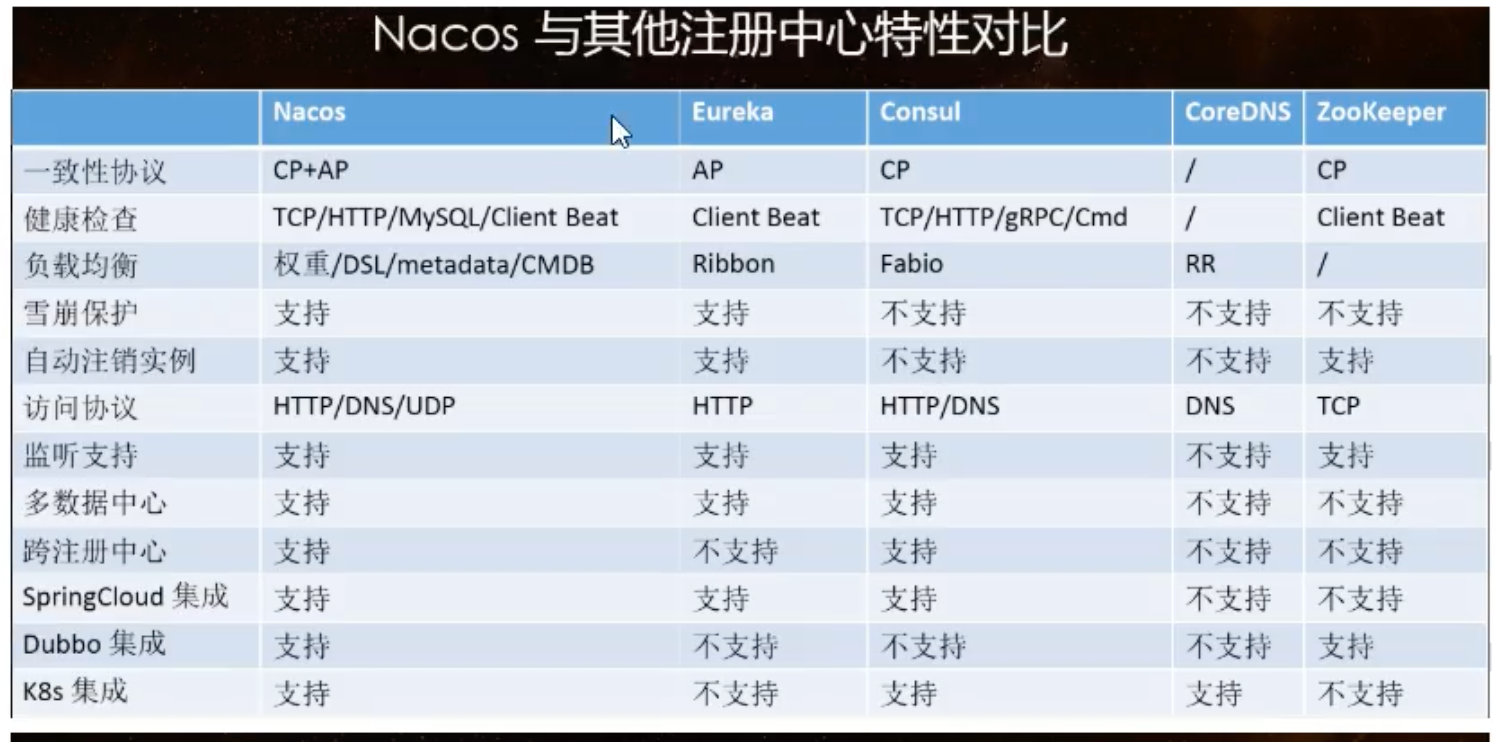 Nacos 与其他注册中心特性对比
Nacos Eureka Consul CoreDNS ZooKeeper
一致性协议 CP+AP AP CP / CP
健康检查 TCP/HTTP/MySQL/Client Beat Client Beat TCP/HTTP/gRPC/Cmd / Client Beat
负载均衡 权重/DSL/metadata/CMDB Ribbon Fabio RR /
雪崩保护 支持 支持 不支持 不支持 不支持
自动注销实例 支持 支持 不支持 不支持 支持
访问协议 HTTP/DNS/UDP HTTP HTTP/DNS DNS TCP
监听支持 支持 支持 支持 不支持 支持
多数据中心 支持 支持 支持 不支持 不支持
跨注册中心 支持 不支持 支持 不支持 不支持
SpringCloud 集成 支持 支持 支持 不支持 不支持
Dubbo 集成 支持 不支持 不支持 不支持 支持
K8s 集成 支持 不支持 支持 支持 不支持